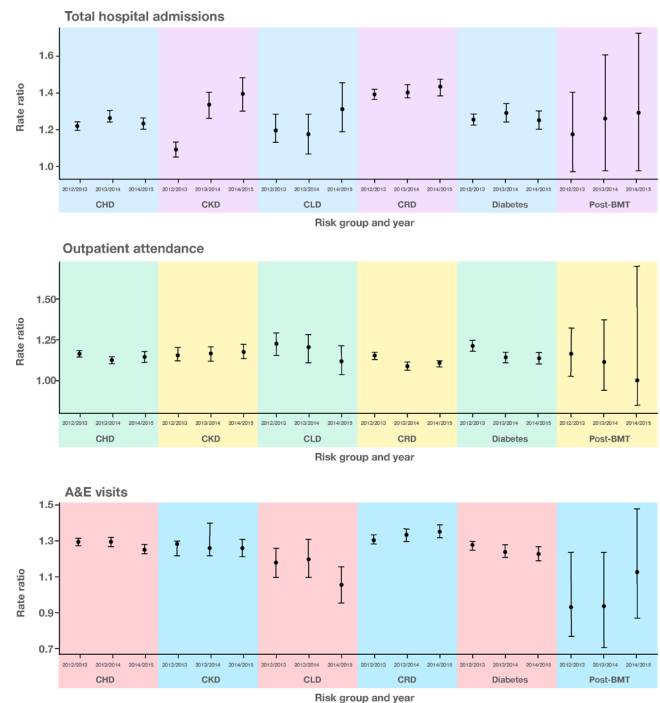 Total hospital admissions
Rate ratio
1.6
1.4
1.2
1.0
2012/2013 2013/2014 2014/2015 2012/2013 2013/2014 2014/2015 2012/2013 2013/2014 2014/2015 2012/2013 2013/2014 2014/2015 2012/2013 2013/2014 2014/2015 2012/2013 2013/2014 2014/2015
CHD CKD CLD CRD Diabetes Post-BMT
Risk group and year
Outpatient attendance
Rate ratio
1.50
1.25
1.00
2012/2013 2013/2014 2014/2015 2012/2013 2013/2014 2014/2015 2012/2013 2013/2014 2014/2015 2012/2013 2013/2014 2014/2015 2012/2013 2013/2014 2014/2015 2012/2013 2013/2014 2014/2015
CHD CKD CLD CRD Diabetes Post-BMT
Risk group and year
A&E visits
Rate ratio
1.5
1.3
1.1
0.9
0.7
2012/2013 2013/2014 2014/2015 2012/2013 2013/2014 2014/2015 2012/2013 2013/2014 2014/2015 2012/2013 2013/2014 2014/2015 2012/2013 2013/2014 2014/2015 2012/2013 2013/2014 2014/2015
CHD CKD CLD CRD Diabetes Post-BMT
Risk group and year